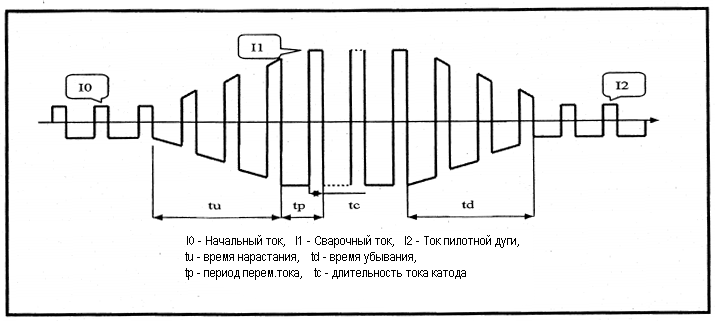 I1
I0
I2
tu
tp
tc
td
I0 - Начальный ток, I1 - Сварочный ток, I2 - Ток пилотной дуги,
tu - время нарастания, td - время убывания,
tp - период перем.тока, tc - длительность тока катода